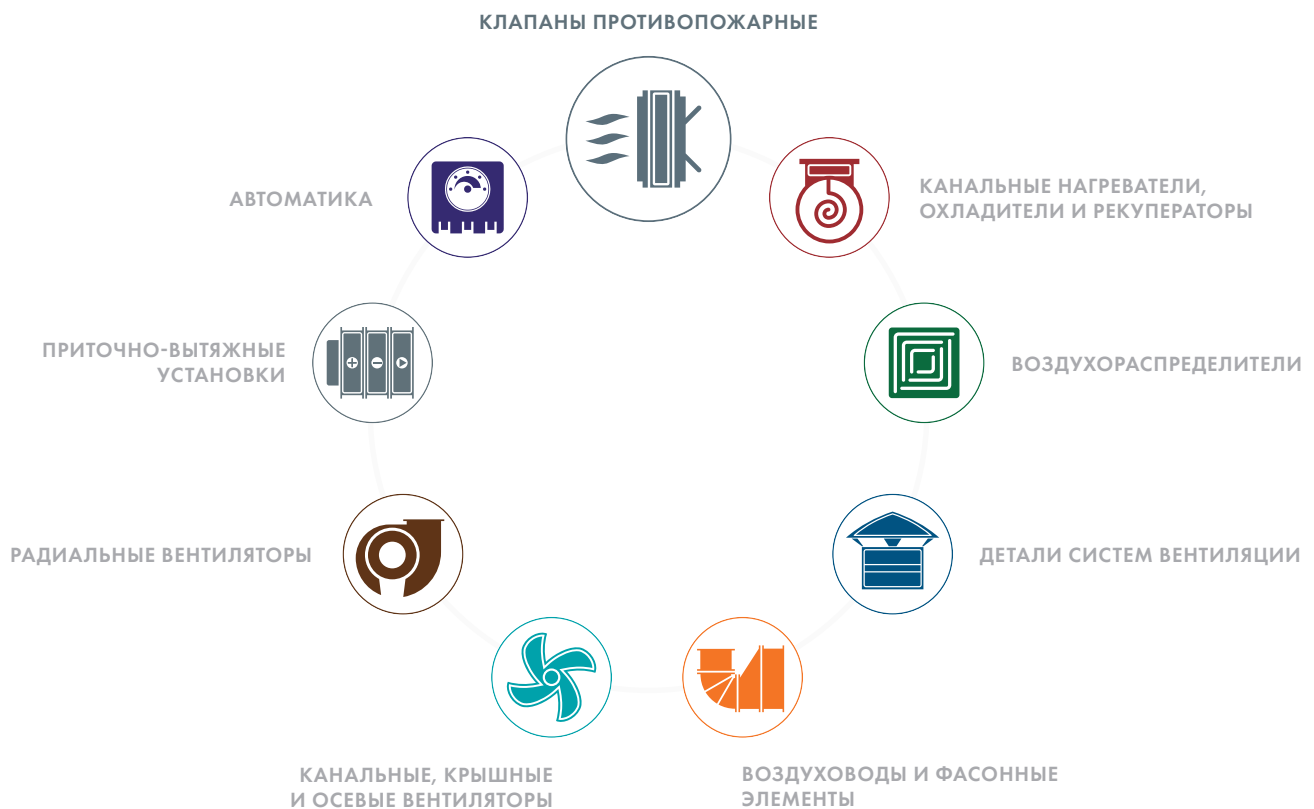 КЛАПАНЫ ПРОТИВОПОЖАРНЫЕ
АВТОМАТИКА
КАНАЛЬНЫЕ НАГРЕВАТЕЛИ,
ОХЛАДИТЕЛИ И РЕКУПЕРАТОРЫ
ПРИТОЧНО-ВЫТЯЖНЫЕ
УСТАНОВКИ
ВОЗДУХОРАСПРЕДЕЛИТЕЛИ
РАДИАЛЬНЫЕ ВЕНТИЛЯТОРЫ
ДЕТАЛИ СИСТЕМ ВЕНТИЛЯЦИИ
КАНАЛЬНЫЕ, КРЫШНЫЕ
И ОСЕВЫЕ ВЕНТИЛЯТОРЫ
ВОЗДУХОВОДЫ И ФАСОННЫЕ
ЭЛЕМЕНТЫ